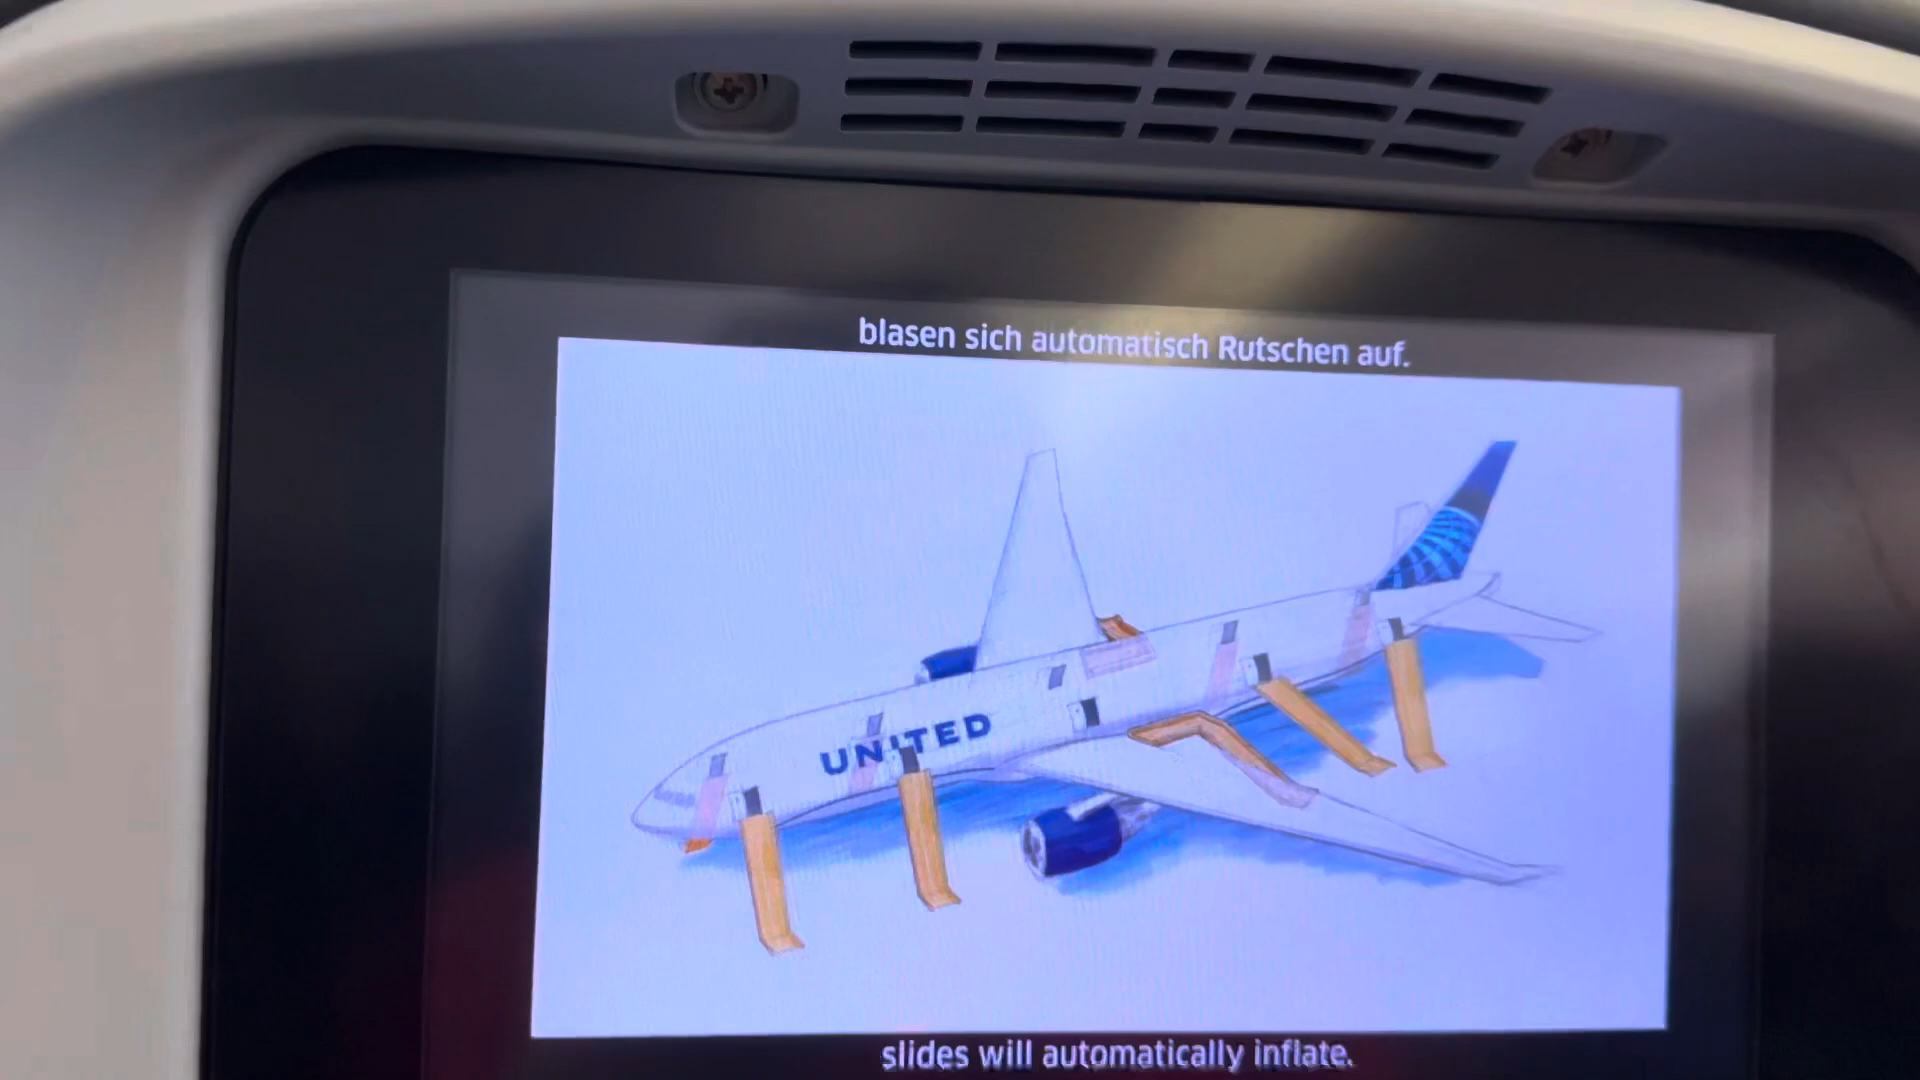 blasen sich automatisch Rutschen auf.
UNITED
slides will automatically inflate.